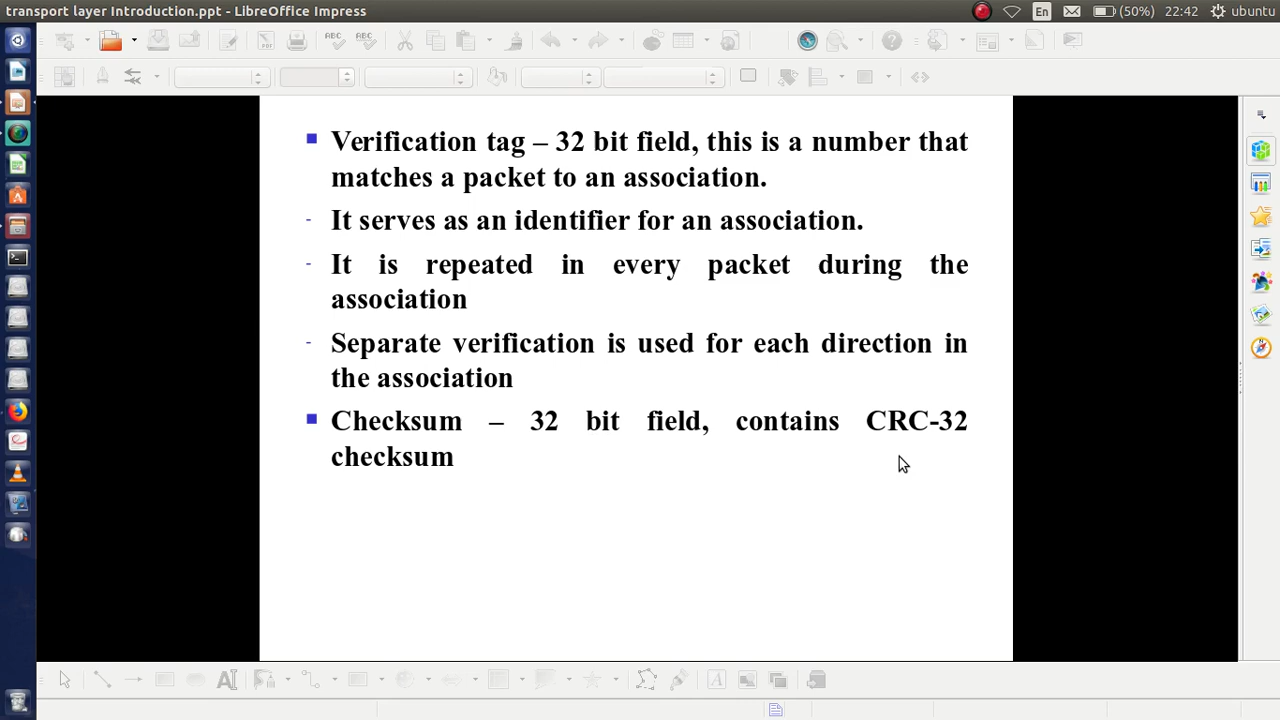 transport layer Introduction.ppt - LibreOffice Impress
En
(50%)
22:42
ubuntu
Verification tag – 32 bit field, this is a number that
matches a packet to an association.
- It serves as an identifier for an association.
- It is repeated in every packet during the
association
- Separate verification is used for each direction in
the association
Checksum – 32 bit field, contains CRC-32
checksum